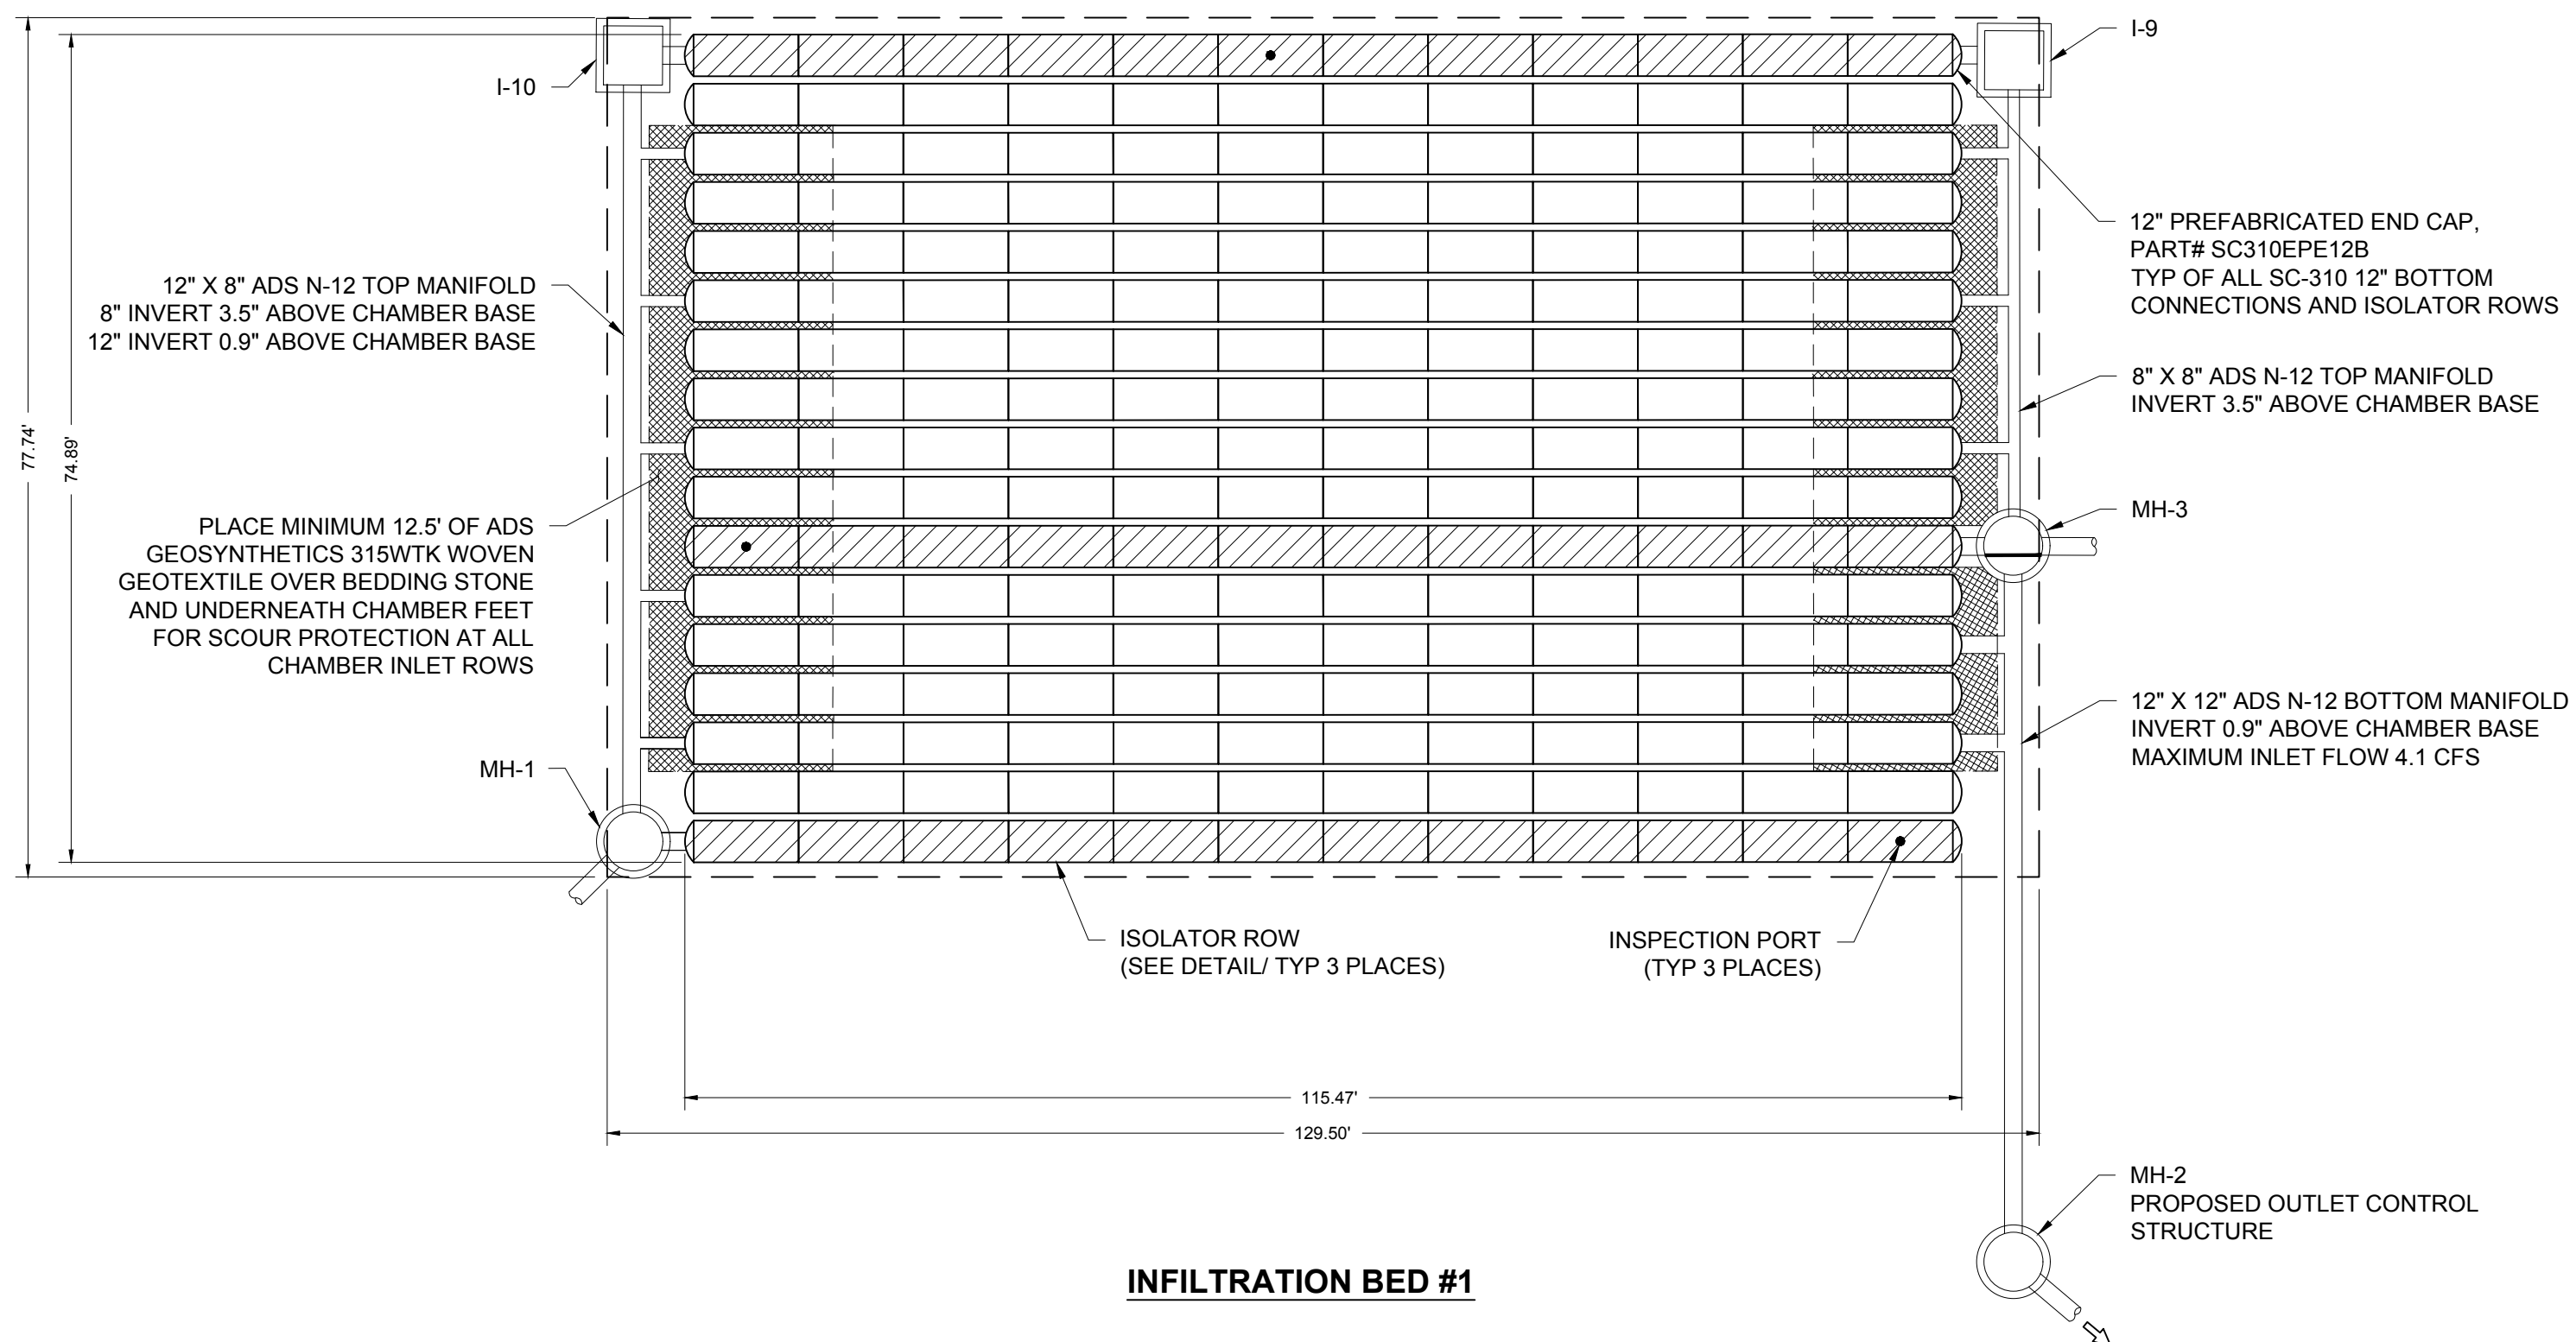 I-9
I-10
12" PREFABRICATED END CAP,
PART# SC310EPE12B
TYP OF ALL SC-310 12" BOTTOM
CONNECTIONS AND ISOLATOR ROWS
12" X 8" ADS N-12 TOP MANIFOLD
8" INVERT 3.5" ABOVE CHAMBER BASE
12" INVERT 0.9" ABOVE CHAMBER BASE
8" X 8" ADS N-12 TOP MANIFOLD
INVERT 3.5" ABOVE CHAMBER BASE
77.74'
74.89'
MH-3
PLACE MINIMUM 12.5' OF ADS
GEOSYNTHETICS 315WTK WOVEN
GEOTEXTILE OVER BEDDING STONE
AND UNDERNEATH CHAMBER FEET
FOR SCOUR PROTECTION AT ALL
CHAMBER INLET ROWS
12" X 12" ADS N-12 BOTTOM MANIFOLD
INVERT 0.9" ABOVE CHAMBER BASE
MAXIMUM INLET FLOW 4.1 CFS
MH-1
ISOLATOR ROW
(SEE DETAIL/ TYP 3 PLACES)
INSPECTION PORT
(TYP 3 PLACES)
115.47'
129.50'
MH-2
PROPOSED OUTLET CONTROL
STRUCTURE
INFILTRATION BED #1